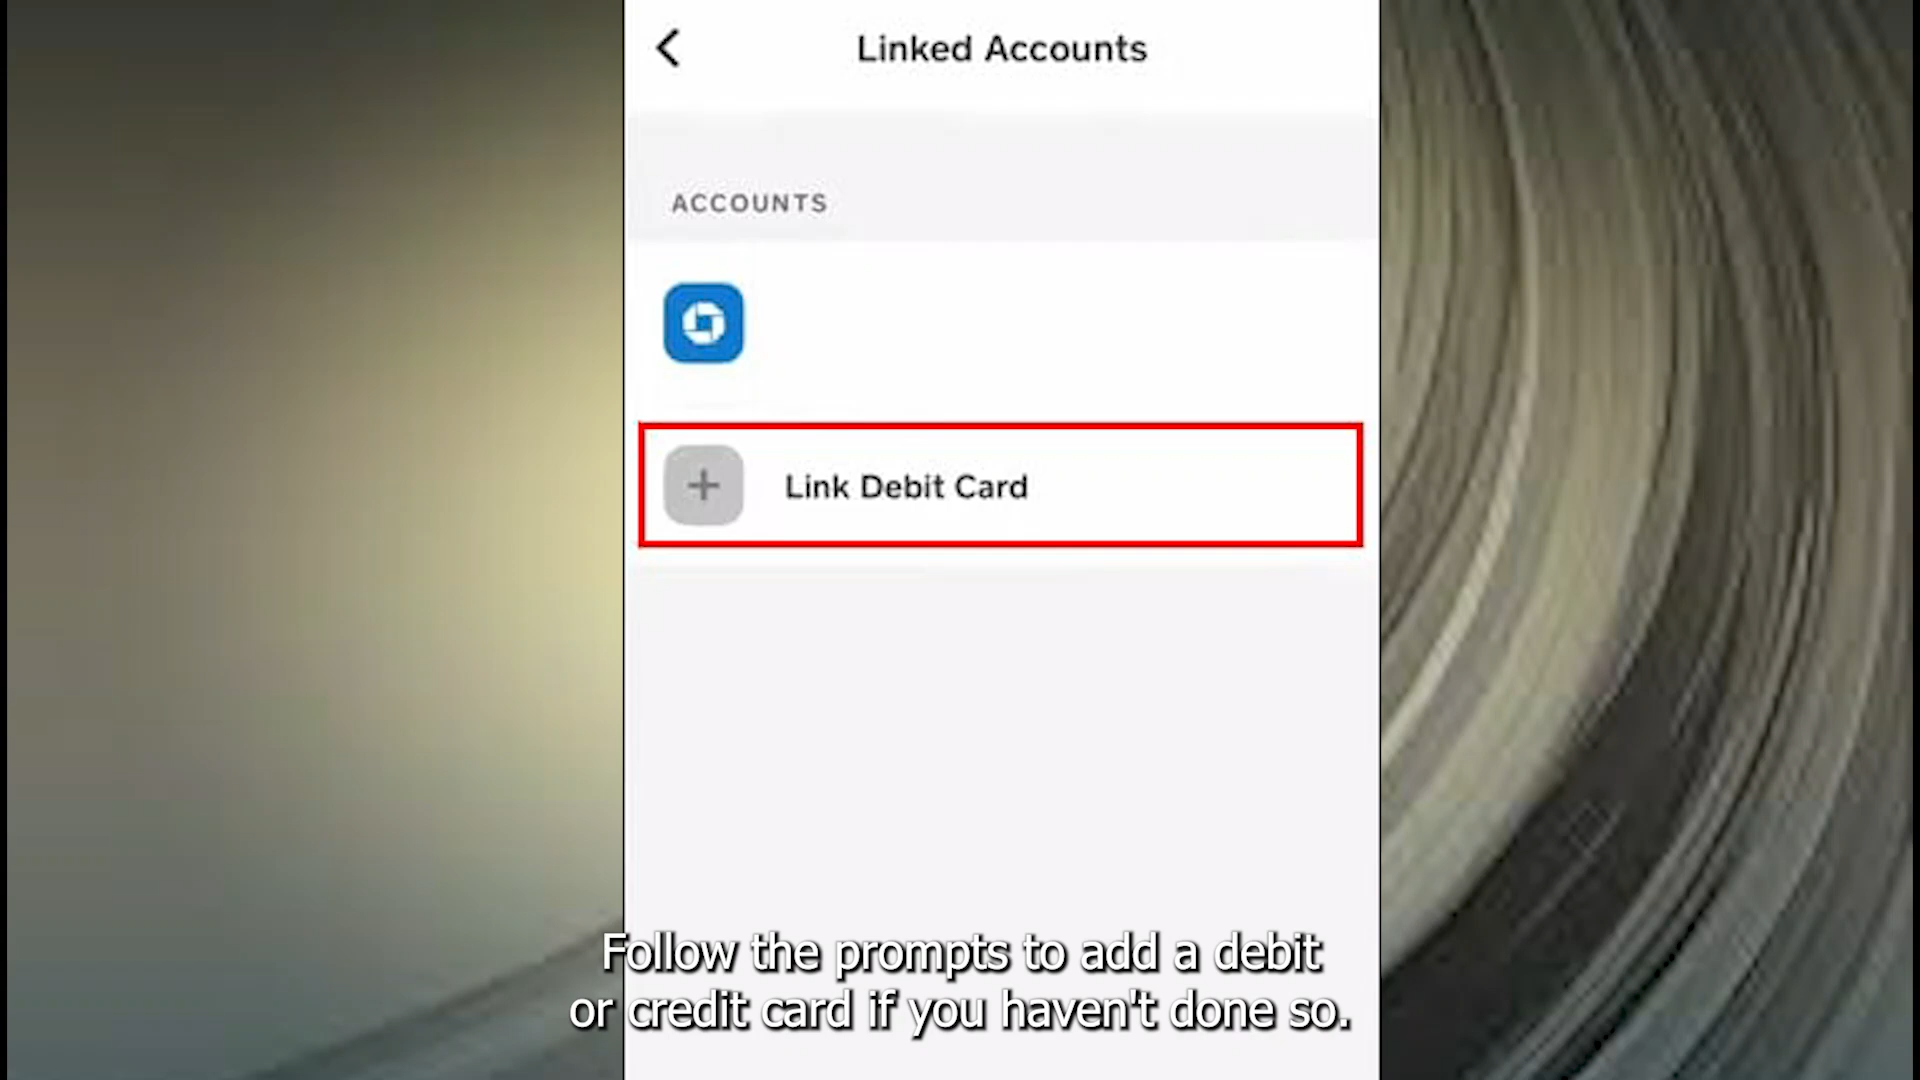 Linked Accounts
ACCOUNTS
Link Debit Card
Follow the prompts to add a debit
or credit card if you haven't done so.